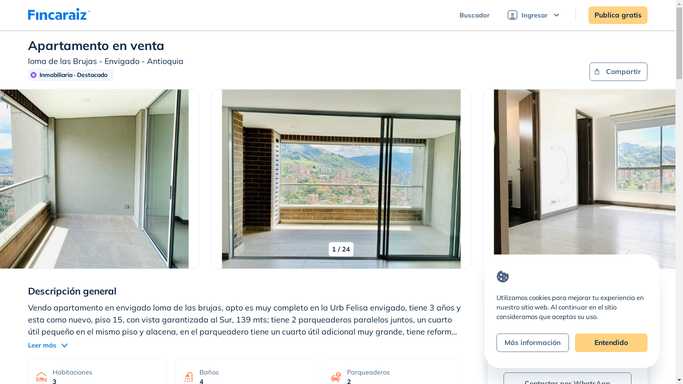 Fincaraiz
Buscador
Ingresar
Publica gratis
Apartamento en venta
loma de las Brujas - Envigado - Antioquia
Inmobiliaria · Destacado
Compartir
1 / 24
Descripción general
Vendo apartamento en envigado loma de las brujas, apto es muy completo en la Urb Felisa envigado, tiene 3 años y
esta como nuevo, piso 15, con vista garantizada al Sur, 139 mts; tiene 2 parqueaderos paralelos juntos, un cuarto
útil pequeño en el mismo piso y alacena, en el parqueadero tiene un cuarto útil adicional muy grande, tiene reform...
Leer más
Habitaciones
3
Baños
4
Parqueaderos
2
Utilizamos cookies para mejorar tu experiencia en
nuestro sitio web. Al continuar en el sitio
consideramos que aceptas su uso.
Más información
Entendido
Contactar por WhatsApp